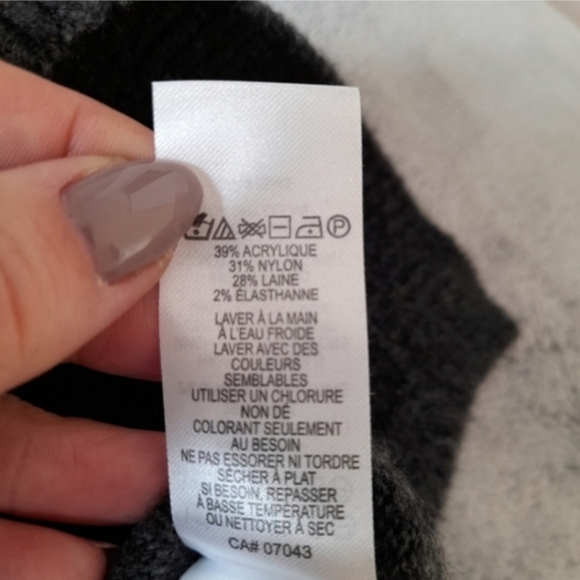 39% ACRYLIQUE
31% NYLON
28% LAINE
2% ÉLASTHANNE
LAVER À LA MAIN
À L'EAU FROIDE
LAVER AVEC DES
COULEURS
SEMBLABLES
UTILISER UN CHLORURE
NON DÉ
COLORANT SEULEMENT
AU BESOIN
NE PAS ESSORER NI TORDRE
SÉCHER À PLAT
SI BESOIN, REPASSER
À BASSE TEMPÉRATURE
OU NETTOYER À SEC
CA# 07043